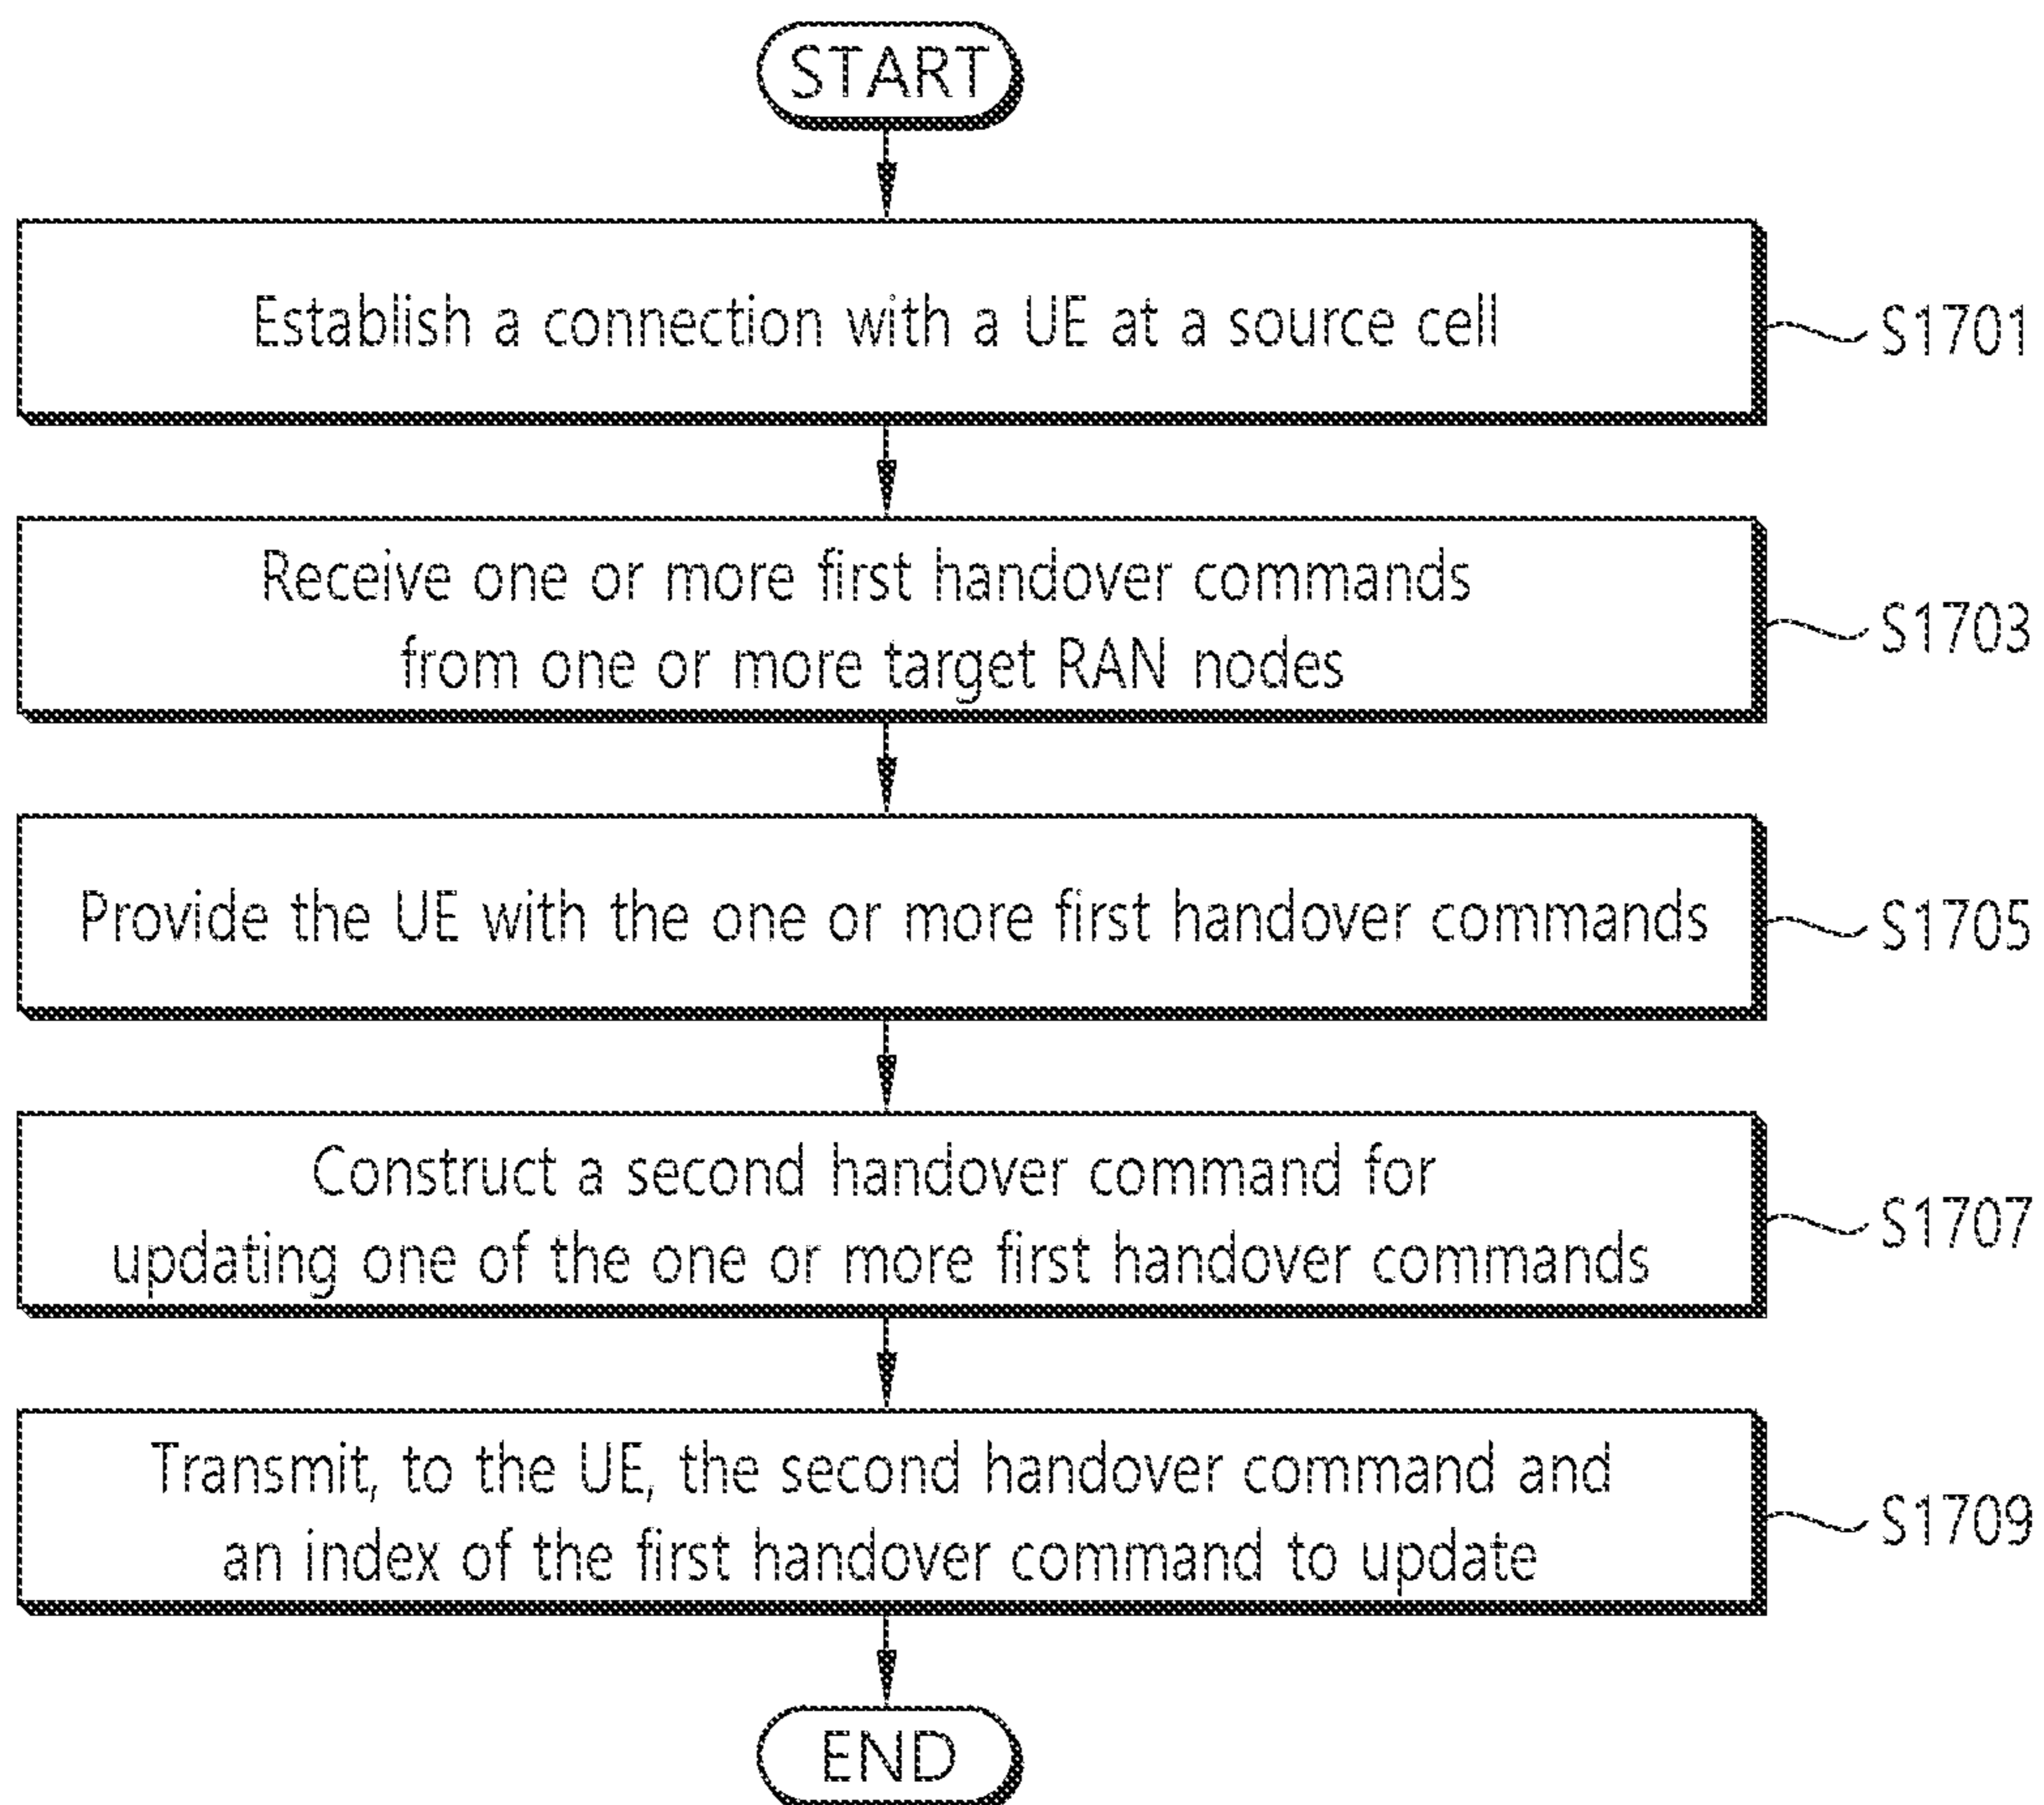 START
Establish a connection with a UE at a source cell
S1701
Receive one or more first handover commands
from one or more target RAN nodes
S1703
Provide the UE with the one or more first handover commands
S1705
Construct a second handover command for
updating one of the one or more first handover commands
S1707
Transmit, to the UE, the second handover command and
an index of the first handover command to update
S1709
END